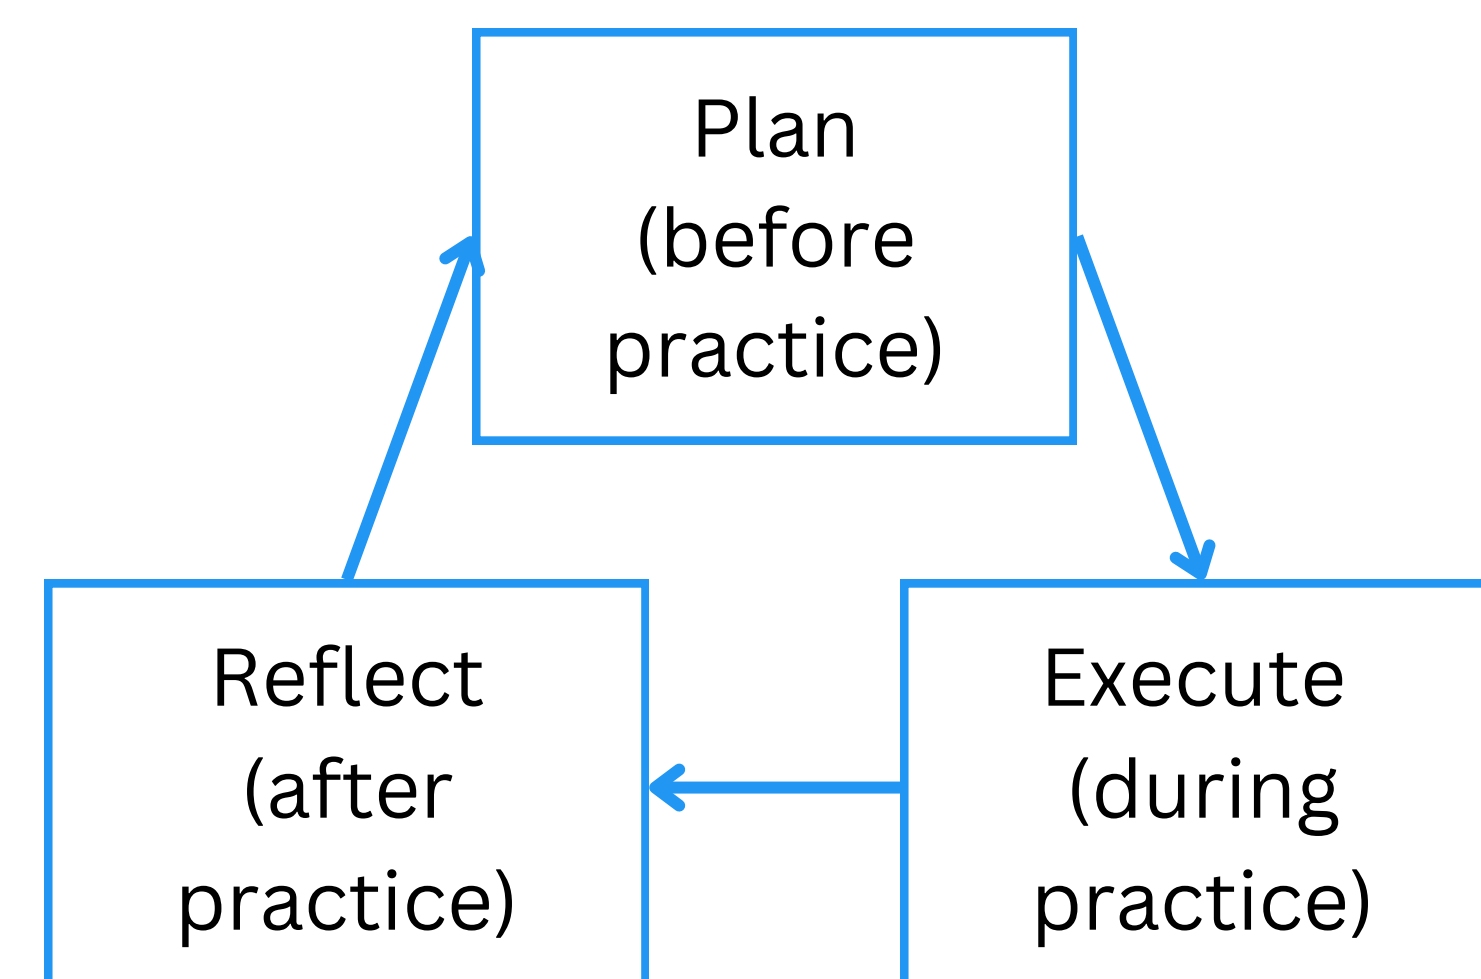 Plan
(before
practice)
Reflect
(after
practice)
Execute
(during
practice)